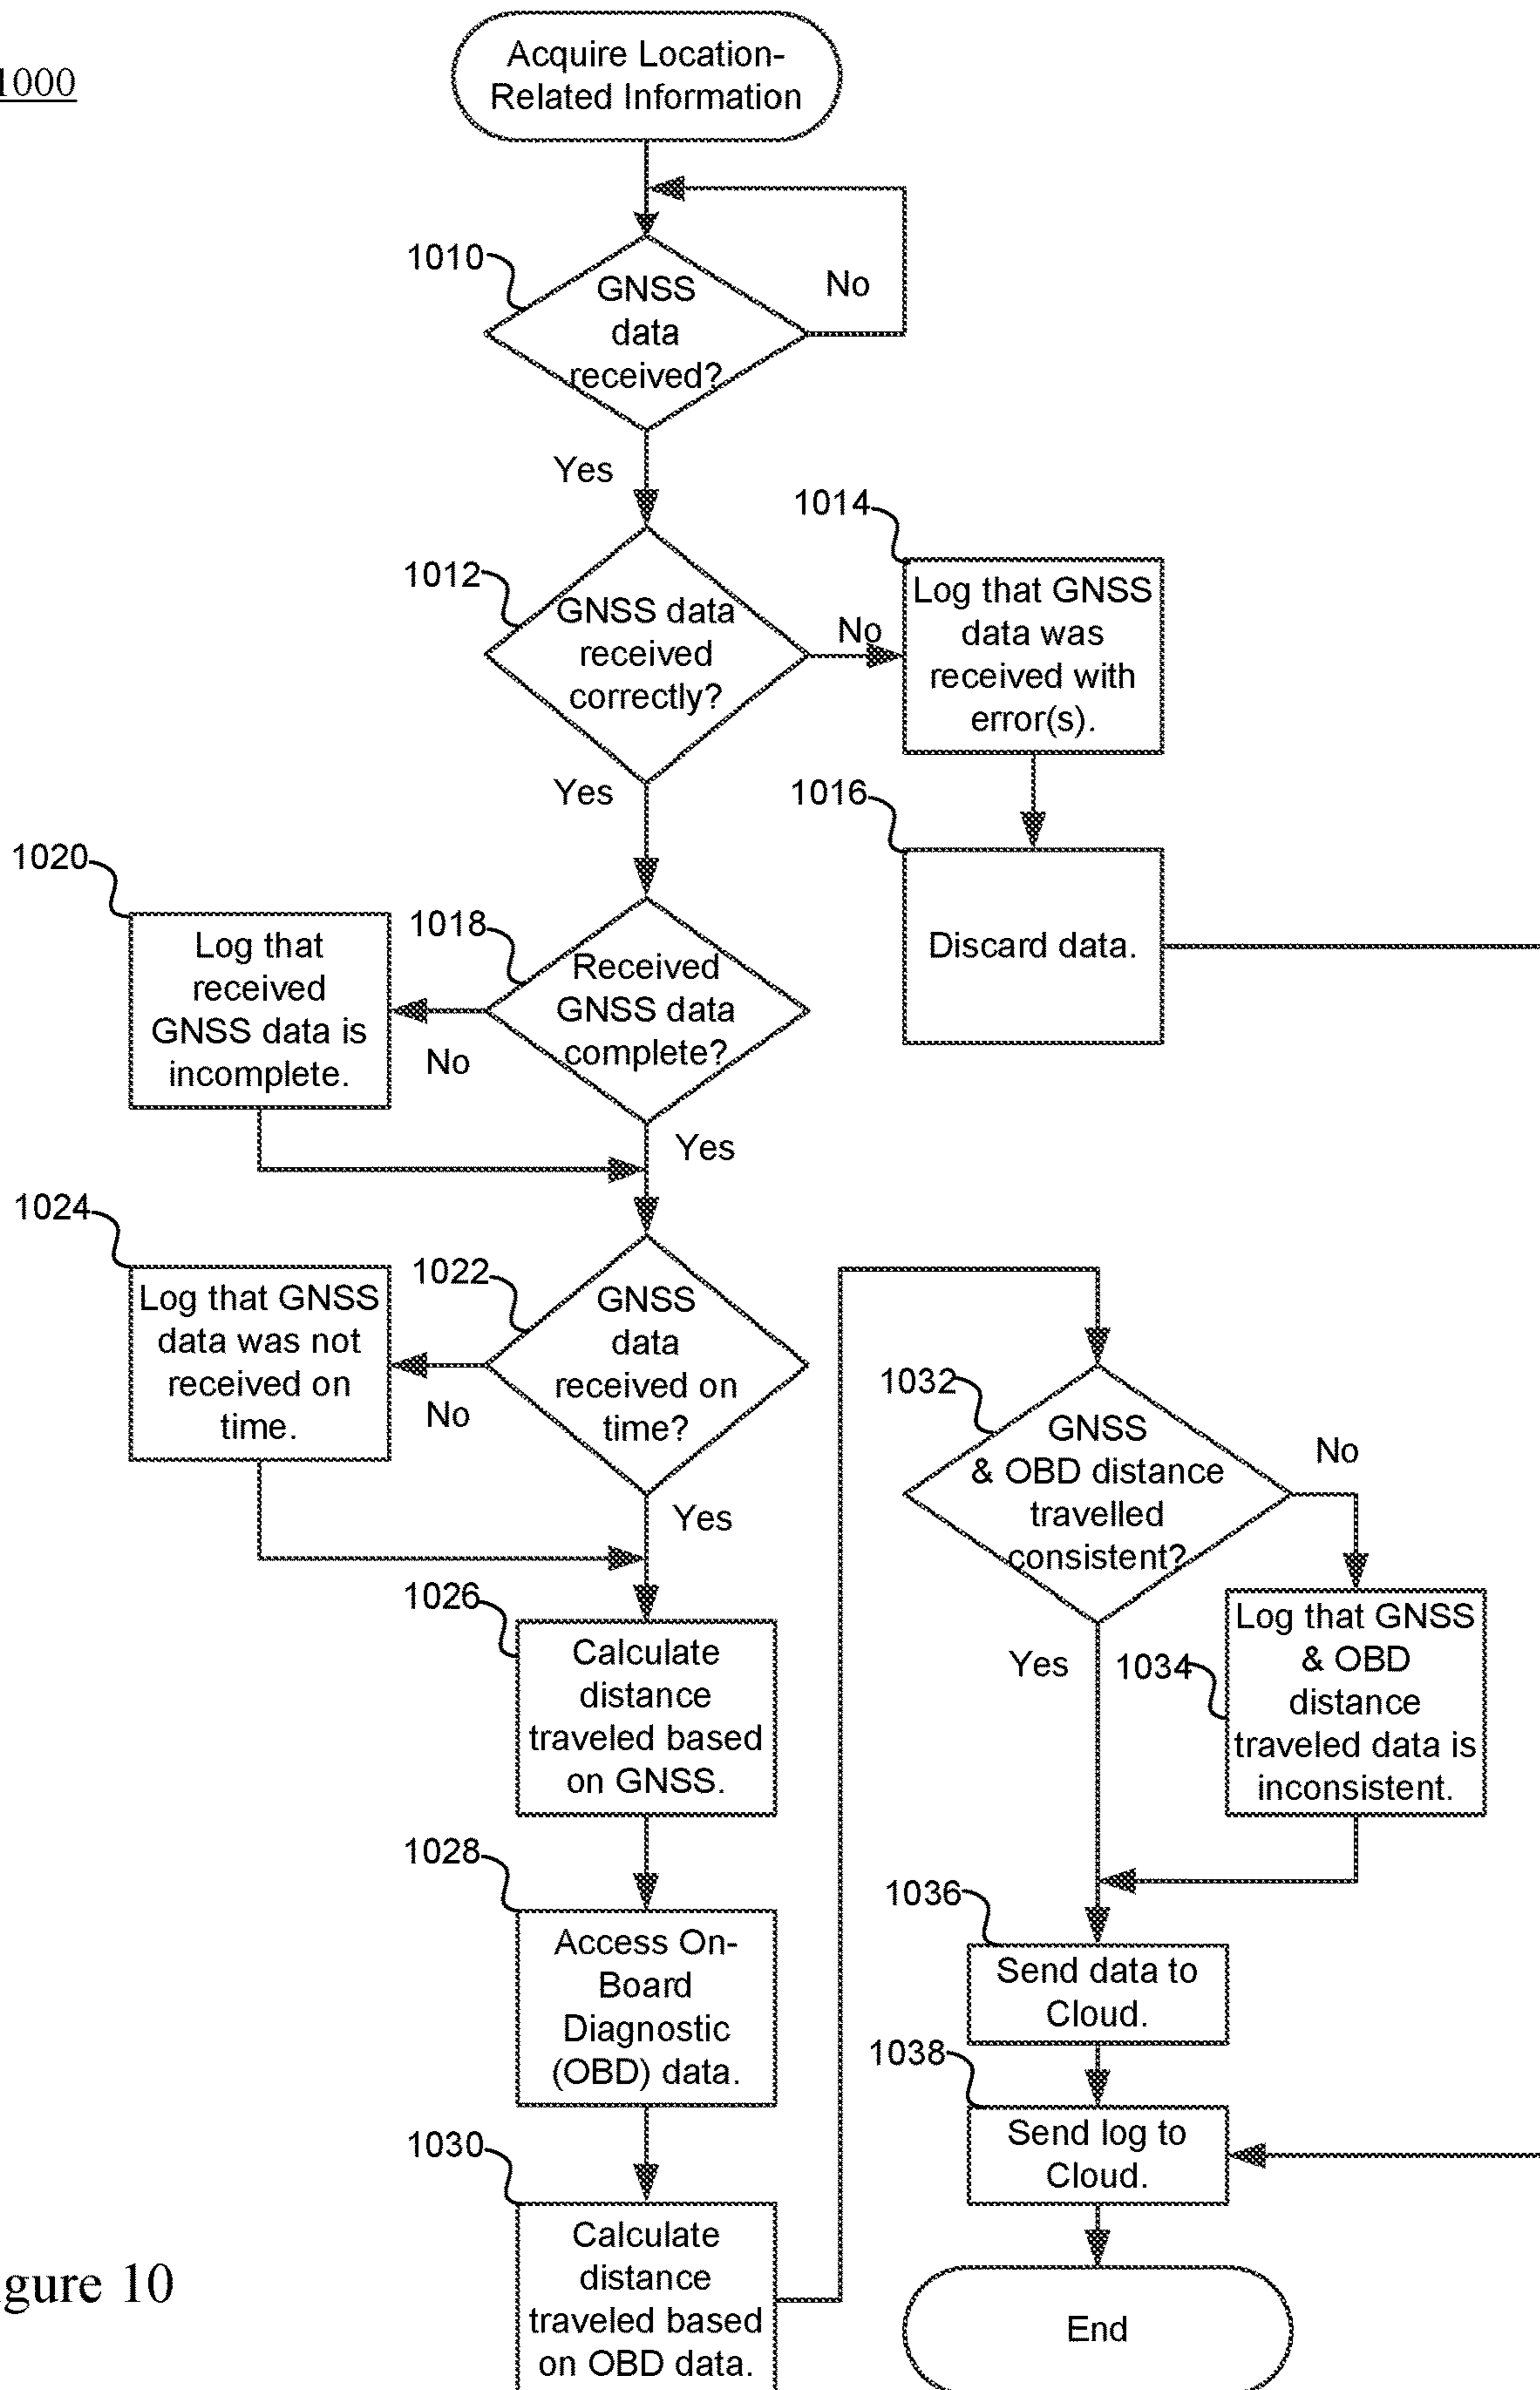 1000
Acquire Location-
Related Information
1010
GNSS
data
received?
No
Yes
1012
GNSS data
received
correctly?
No
Yes
1014
Log that GNSS
data was
received with
error(s).
1016
Discard data.
1018
Received
GNSS data
complete?
No
Yes
1020
Log that
received
GNSS data is
incomplete.
1022
GNSS
data
received on
time?
No
Yes
1024
Log that GNSS
data was not
received on
time.
1026
Calculate
distance
traveled based
on GNSS.
1028
Access On-
Board
Diagnostic
(OBD) data.
1030
Calculate
distance
traveled based
on OBD data.
1032
GNSS
& OBD distance
travelled
consistent?
No
Yes
1034
Log that GNSS
& OBD
distance
traveled data is
inconsistent.
1036
Send data to
Cloud.
1038
Send log to
Cloud.
End
gure 10